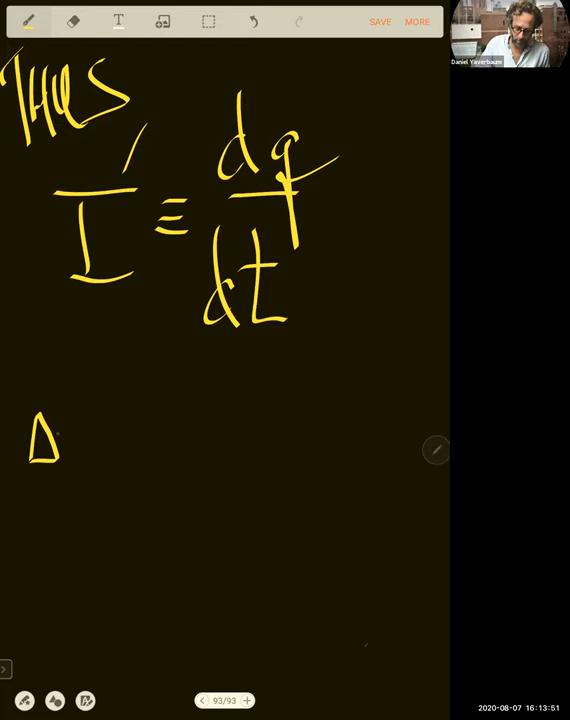 SAVE MORE
Daniel Yaverbaum
THUS,
I ≡ dq/dt
Δ
93/93
2020-08-07 16:13:51